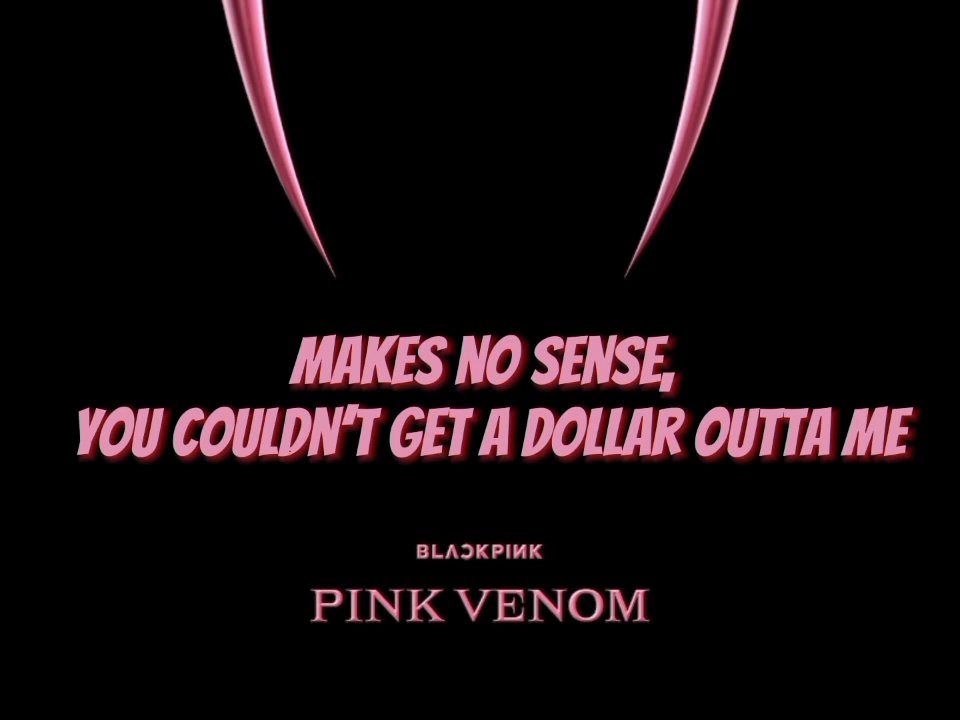 MAKES NO SENSE,
YOU COULDN'T GET A DOLLAR OUTTA ME
BLACKPINK
PINK VENOM